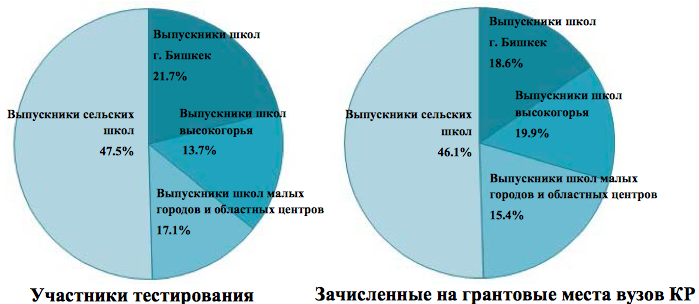 Выпускники школ
г. Бишкек
21.7%
Выпускники школ
высокогорья
13.7%
Выпускники сельских
школ
47.5%
Выпускники школ малых
городов и областных центров
17.1%
Участники тестирования
Выпускники школ
г. Бишкек
18.6%
Выпускники школ
высокогорья
19.9%
Выпускники сельских
школ
46.1%
Выпускники школ малых
городов и областных центров
15.4%
Зачисленные на грантовые места вузов КР